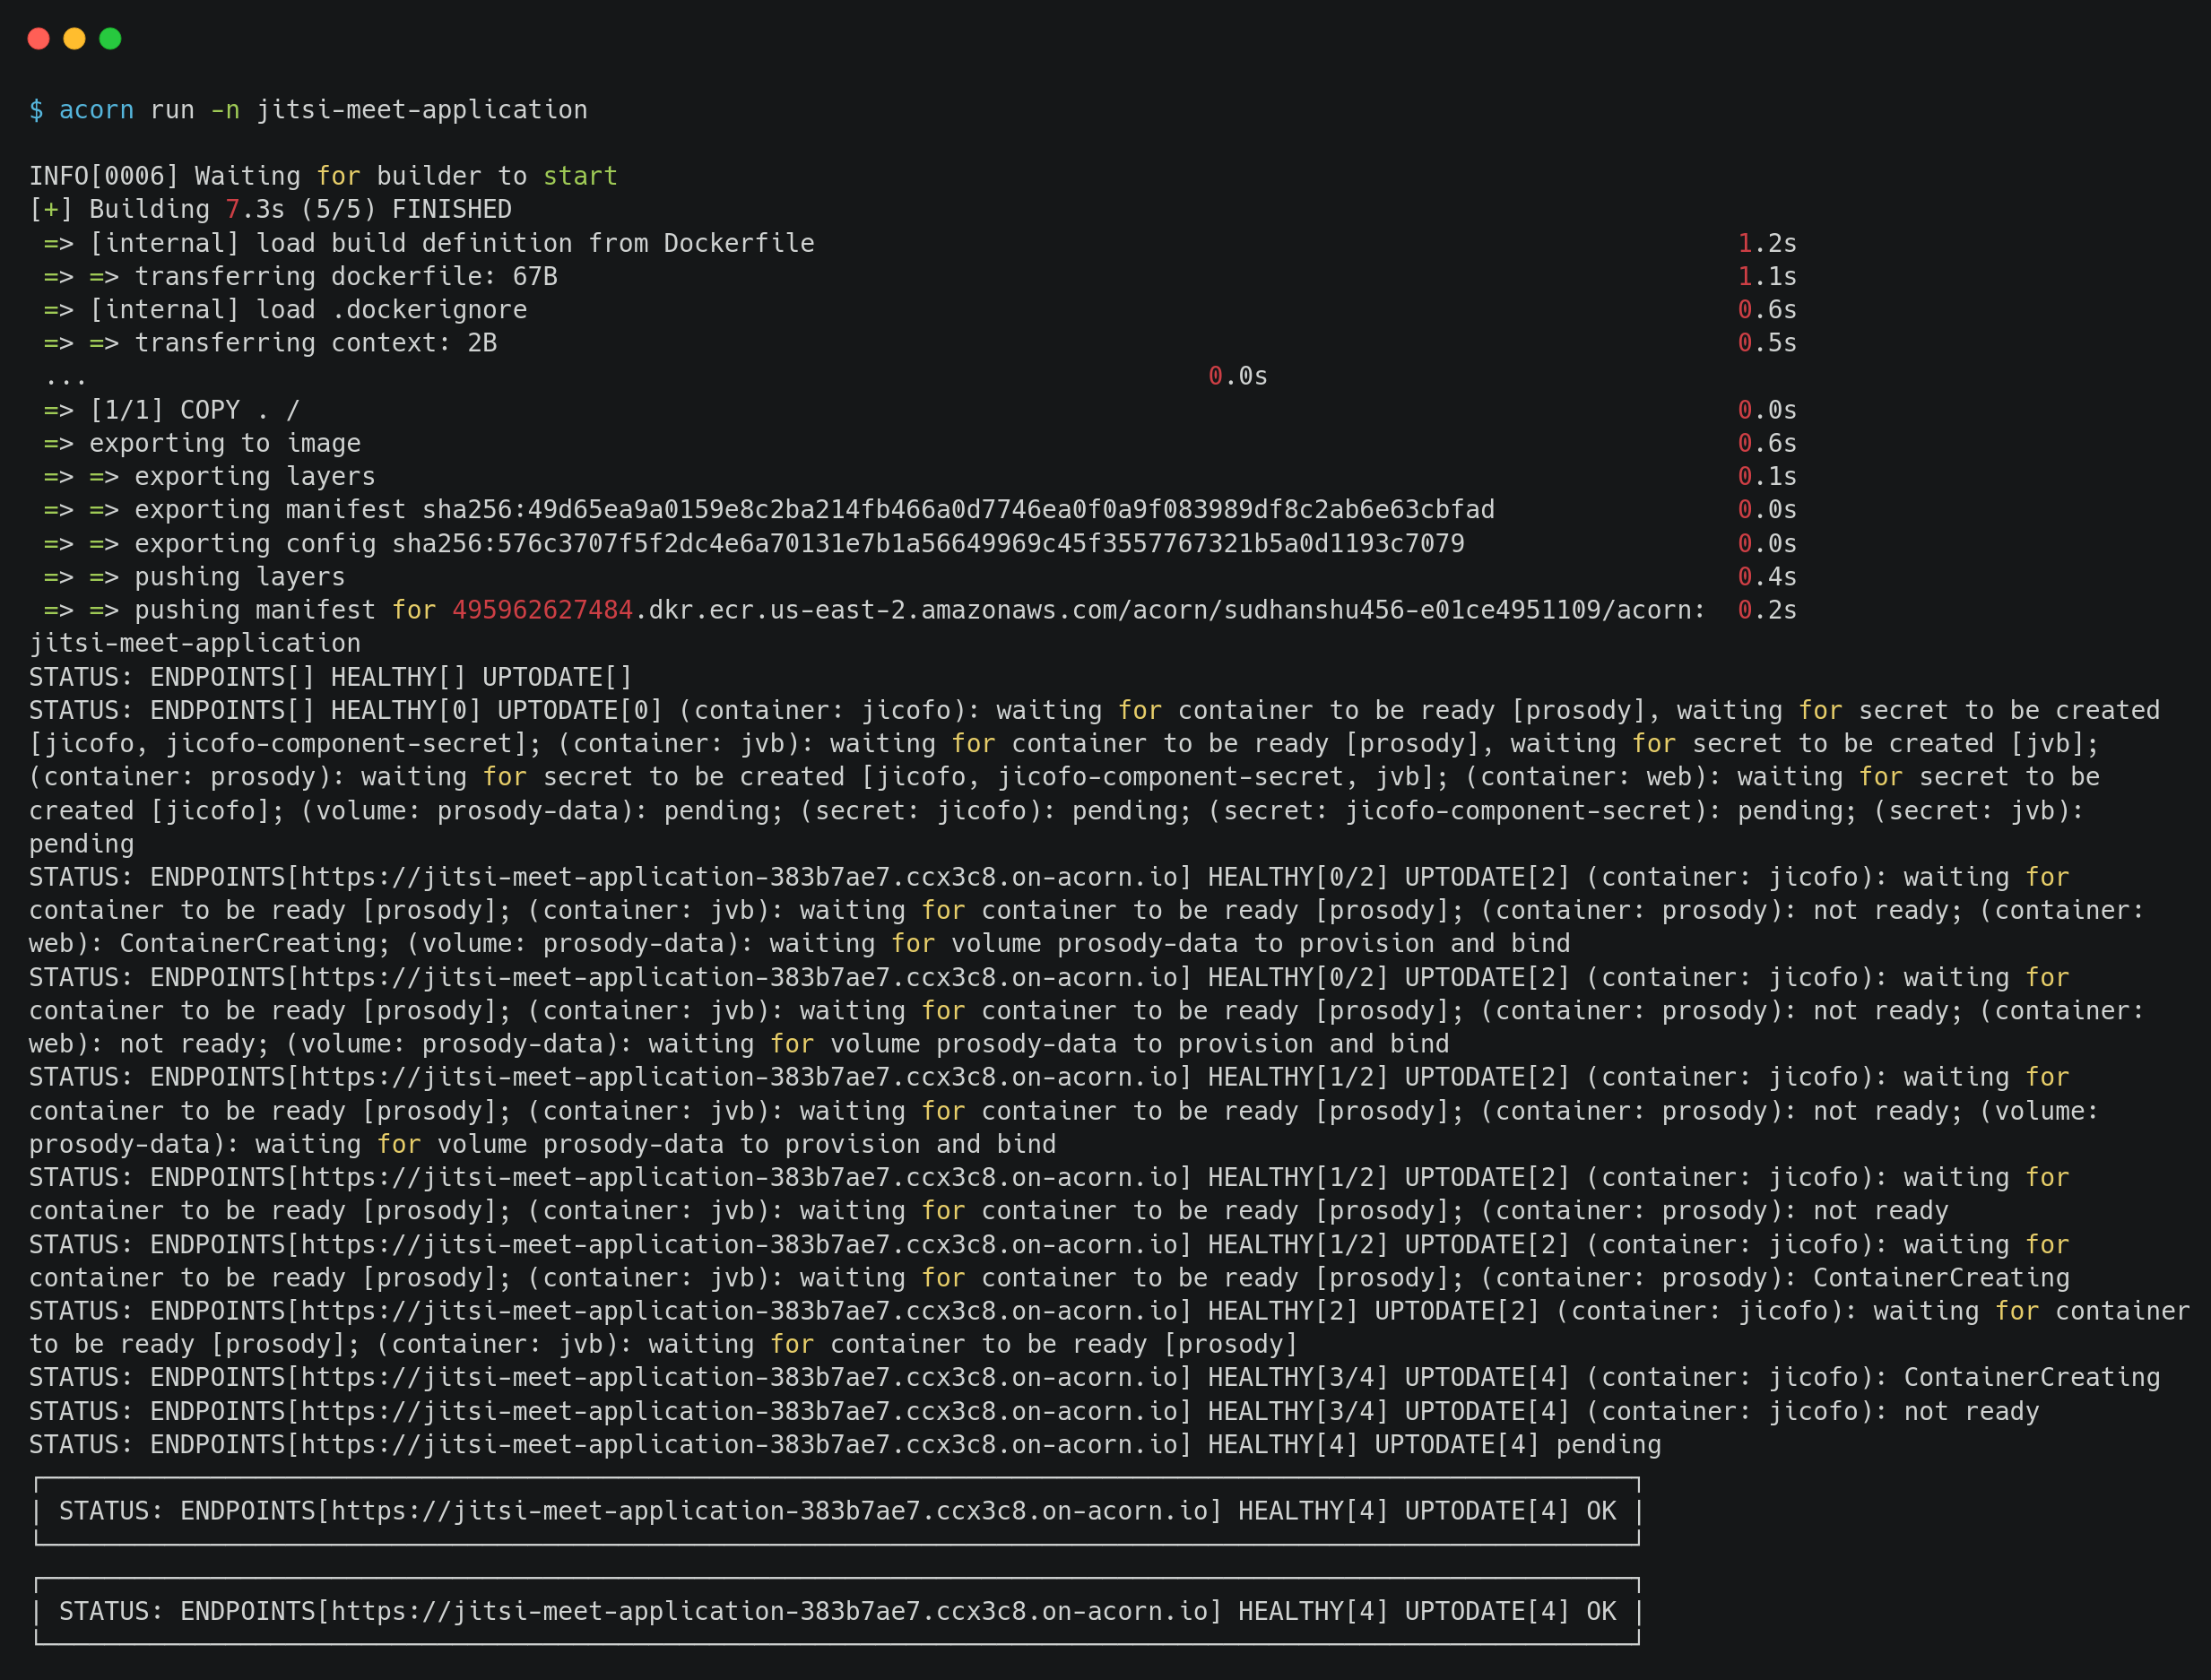 $ acorn run -n jitsi-meet-application
INFO[0006] Waiting for builder to start
[+] Building 7.3s (5/5) FINISHED
=> [internal] load build definition from Dockerfile 1.2s
=> => transferring dockerfile: 67B 1.1s
=> [internal] load .dockerignore 0.6s
=> => transferring context: 2B 0.5s
... 0.0s
=> [1/1] COPY . / 0.0s
=> exporting to image 0.6s
=> => exporting layers 0.1s
=> => exporting manifest sha256:49d65ea9a0159e8c2ba214fb466a0d7746ea0f0a9f083989df8c2ab6e63cbfad 0.0s
=> => exporting config sha256:576c3707f5f2dc4e6a70131e7b1a56649969c45f3557767321b5a0d1193c7079 0.0s
=> => pushing layers 0.4s
=> => pushing manifest for 495962627484.dkr.ecr.us-east-2.amazonaws.com/acorn/sudhanshu456-e01ce4951109/acorn: 0.2s
jitsi-meet-application
STATUS: ENDPOINTS[] HEALTHY[] UPTODATE[]
STATUS: ENDPOINTS[] HEALTHY[0] UPTODATE[0] (container: jicofo): waiting for container to be ready [prosody], waiting for secret to be created
[jicofo, jicofo-component-secret]; (container: jvb): waiting for container to be ready [prosody], waiting for secret to be created [jvb];
(container: prosody): waiting for secret to be created [jicofo, jicofo-component-secret, jvb]; (container: web): waiting for secret to be
created [jicofo]; (volume: prosody-data): pending; (secret: jicofo): pending; (secret: jicofo-component-secret): pending; (secret: jvb):
pending
STATUS: ENDPOINTS[https://jitsi-meet-application-383b7ae7.ccx3c8.on-acorn.io] HEALTHY[0/2] UPTODATE[2] (container: jicofo): waiting for
container to be ready [prosody]; (container: jvb): waiting for container to be ready [prosody]; (container: prosody): not ready; (container:
web): ContainerCreating; (volume: prosody-data): waiting for volume prosody-data to provision and bind
STATUS: ENDPOINTS[https://jitsi-meet-application-383b7ae7.ccx3c8.on-acorn.io] HEALTHY[0/2] UPTODATE[2] (container: jicofo): waiting for
container to be ready [prosody]; (container: jvb): waiting for container to be ready [prosody]; (container: prosody): not ready; (container:
web): not ready; (volume: prosody-data): waiting for volume prosody-data to provision and bind
STATUS: ENDPOINTS[https://jitsi-meet-application-383b7ae7.ccx3c8.on-acorn.io] HEALTHY[1/2] UPTODATE[2] (container: jicofo): waiting for
container to be ready [prosody]; (container: jvb): waiting for container to be ready [prosody]; (container: prosody): not ready; (volume:
prosody-data): waiting for volume prosody-data to provision and bind
STATUS: ENDPOINTS[https://jitsi-meet-application-383b7ae7.ccx3c8.on-acorn.io] HEALTHY[1/2] UPTODATE[2] (container: jicofo): waiting for
container to be ready [prosody]; (container: jvb): waiting for container to be ready [prosody]; (container: prosody): not ready
STATUS: ENDPOINTS[https://jitsi-meet-application-383b7ae7.ccx3c8.on-acorn.io] HEALTHY[1/2] UPTODATE[2] (container: jicofo): waiting for
container to be ready [prosody]; (container: jvb): waiting for container to be ready [prosody]; (container: prosody): ContainerCreating
STATUS: ENDPOINTS[https://jitsi-meet-application-383b7ae7.ccx3c8.on-acorn.io] HEALTHY[2] UPTODATE[2] (container: jicofo): waiting for container
to be ready [prosody]; (container: jvb): waiting for container to be ready [prosody]
STATUS: ENDPOINTS[https://jitsi-meet-application-383b7ae7.ccx3c8.on-acorn.io] HEALTHY[3/4] UPTODATE[4] (container: jicofo): ContainerCreating
STATUS: ENDPOINTS[https://jitsi-meet-application-383b7ae7.ccx3c8.on-acorn.io] HEALTHY[3/4] UPTODATE[4] (container: jicofo): not ready
STATUS: ENDPOINTS[https://jitsi-meet-application-383b7ae7.ccx3c8.on-acorn.io] HEALTHY[4] UPTODATE[4] pending
| STATUS: ENDPOINTS[https://jitsi-meet-application-383b7ae7.ccx3c8.on-acorn.io] HEALTHY[4] UPTODATE[4] OK |
| STATUS: ENDPOINTS[https://jitsi-meet-application-383b7ae7.ccx3c8.on-acorn.io] HEALTHY[4] UPTODATE[4] OK |